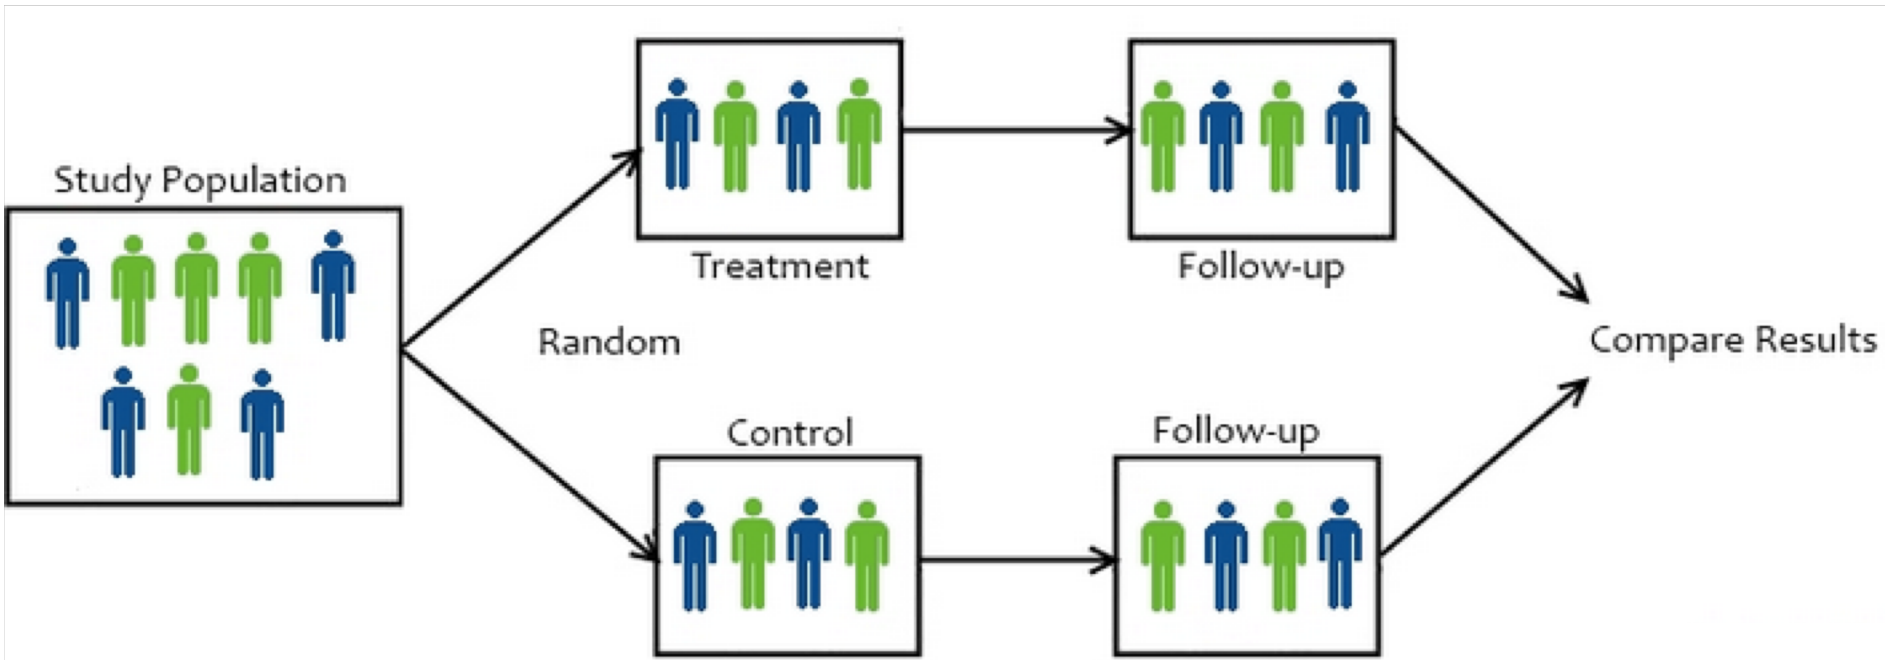 Study Population
Treatment
Follow-up
Random
Compare Results
Control
Follow-up